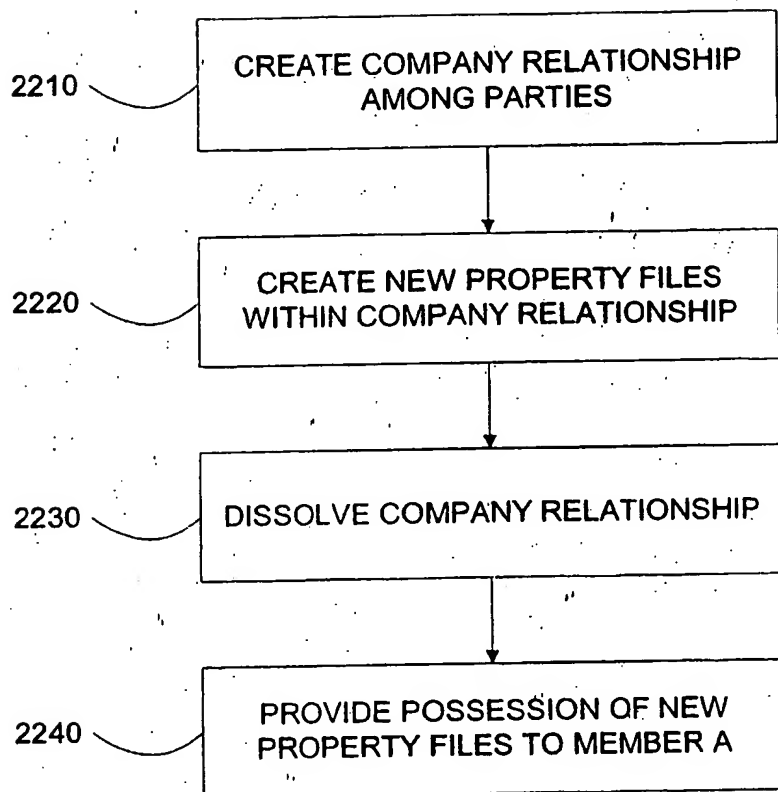 2210
CREATE COMPANY RELATIONSHIP
AMONG PARTIES
2220
CREATE NEW PROPERTY FILES
WITHIN COMPANY RELATIONSHIP
2230
DISSOLVE COMPANY RELATIONSHIP
2240
PROVIDE POSSESSION OF NEW
PROPERTY FILES TO MEMBER A